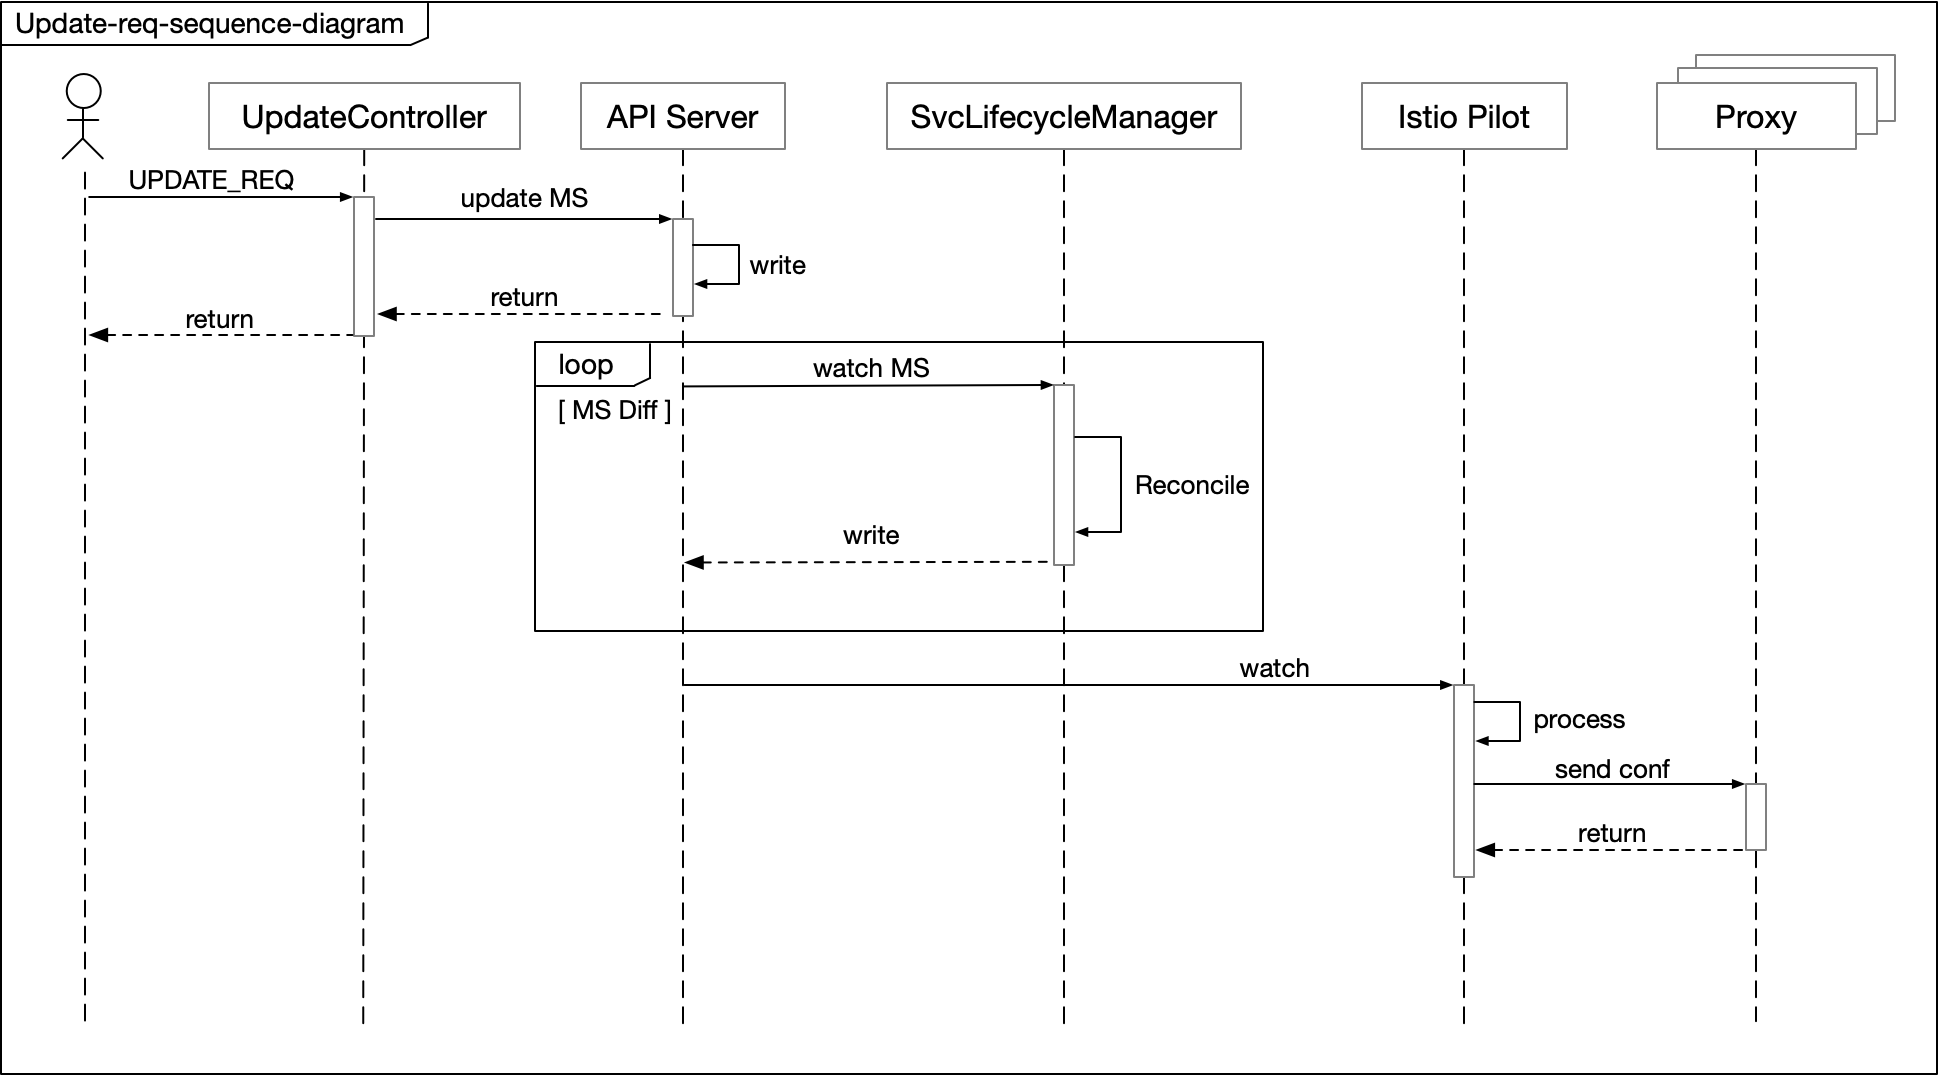 Update-req-sequence-diagram
UpdateController
API Server
SvcLifecycleManager
Istio Pilot
Proxy
UPDATE_REQ
update MS
write
return
return
loop
watch MS
[ MS Diff ]
Reconcile
write
watch
process
send conf
return